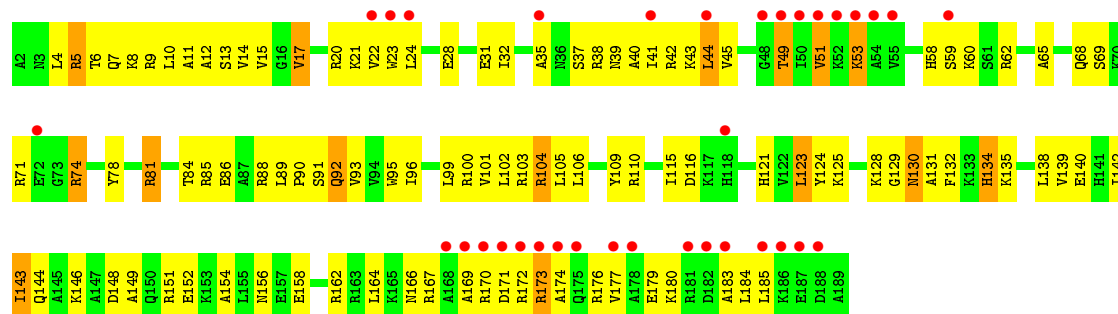 A2 N3 L4 R5 T6 Q7 K8 R9 L10 A11 A12 S13 V14 V15 G16 V17 R20 K21 V22 W23 L24 E28 E31 I32 A35 N36 S37 R38 N39 A40 I41 R42 K43 L44 V45 G48 T49 I50 V51 K52 K53 A54 V55 H58 S59 K60 S61 R62 A65 Q68 S69 K70
R71 E72 G73 R74 Y78 R81 T84 R85 E86 A87 R88 L89 P90 S91 Q92 V93 V94 W95 I96 L99 R100 V101 L102 R103 R104 L105 L106 Y109 R110 I115 D116 K117 H118 H121 V122 L123 Y124 K125 K128 G129 N130 A131 F132 K133 H134 K135 L138 V139 E140 H141 I142
I143 Q144 A145 K146 A147 D148 A149 Q150 R151 E152 K153 A154 L155 N156 E157 E158 R162 R163 L164 K165 N166 R167 A168 A169 R170 D171 R172 R173 A174 Q175 R176 V177 A178 E179 K180 R181 D182 A183 L184 L185 K186 E187 D188 A189